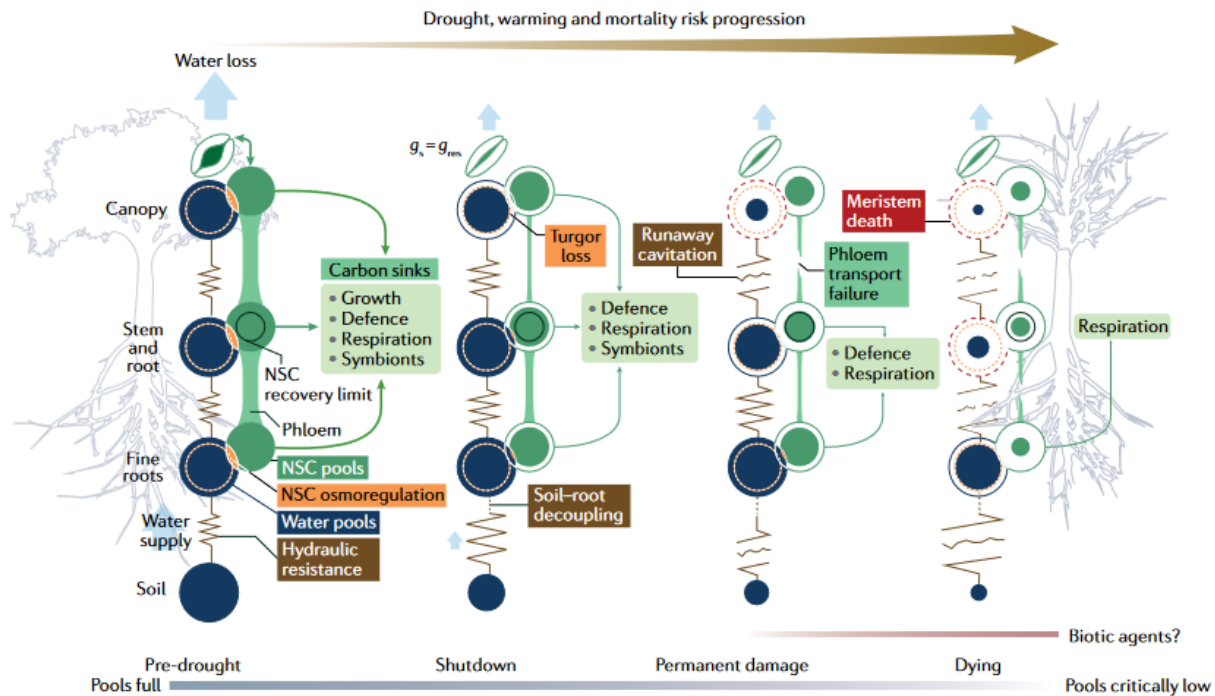 Drought, warming and mortality risk progression
Water loss
gs = gres
Canopy
Turgor
loss
Runaway
cavitation
Meristem
death
Carbon sinks
• Growth
• Defence
• Respiration
• Symbionts
• Defence
• Respiration
• Symbionts
Phloem
transport
failure
Stem
and
root
NSC
recovery limit
• Defence
• Respiration
Respiration
Phloem
Fine
roots
NSC pools
NSC osmoregulation
Water pools
Soil–root
decoupling
Water
supply
Hydraulic
resistance
Soil
Biotic agents?
Pre-drought
Shutdown
Permanent damage
Dying
Pools full
Pools critically low